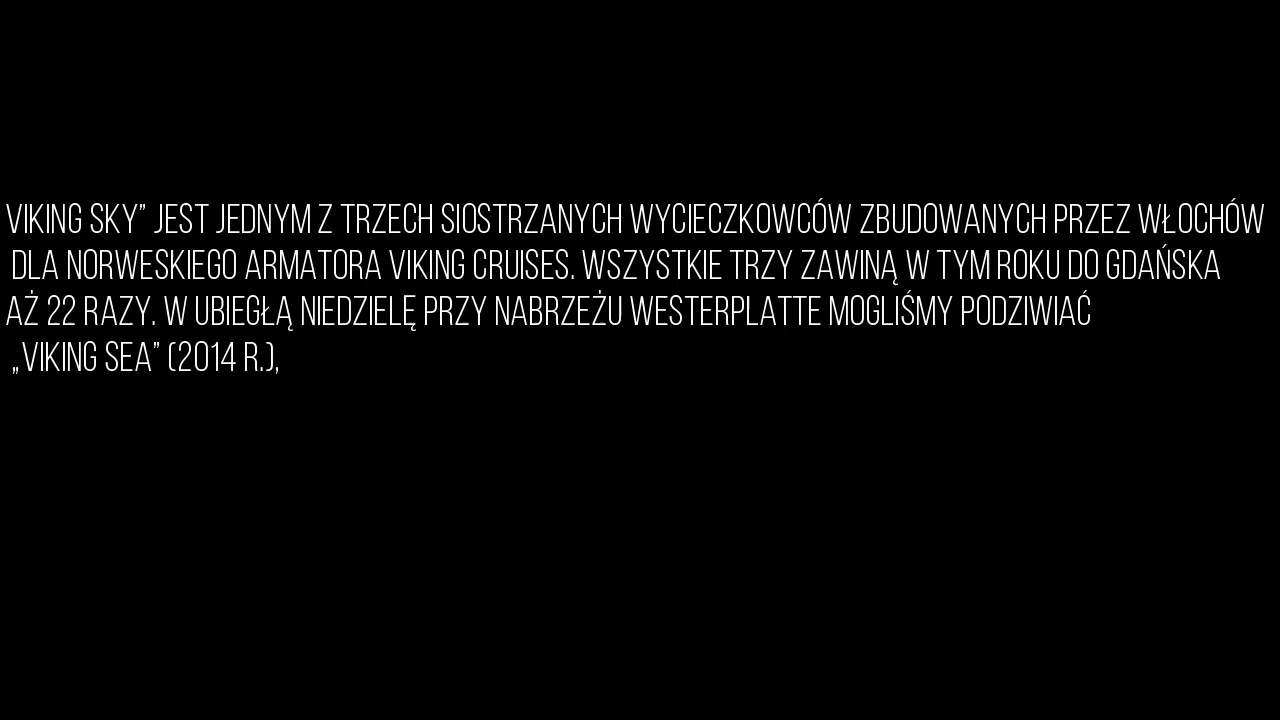 VIKING SKY” JEST JEDNYM Z TRZECH SIOSTRZANYCH WYCIECZKOWCÓW ZBUDOWANYCH PRZEZ WŁOCHÓW
DLA NORWESKIEGO ARMATORA VIKING CRUISES. WSZYSTKIE TRZY ZAWINĄ W TYM ROKU DO GDAŃSKA
AŻ 22 RAZY. W UBIEGŁĄ NIEDZIELĘ PRZY NABRZEŻU WESTERPLATTE MOGLIŚMY PODZIWIAĆ
„VIKING SEA” (2014 R.),